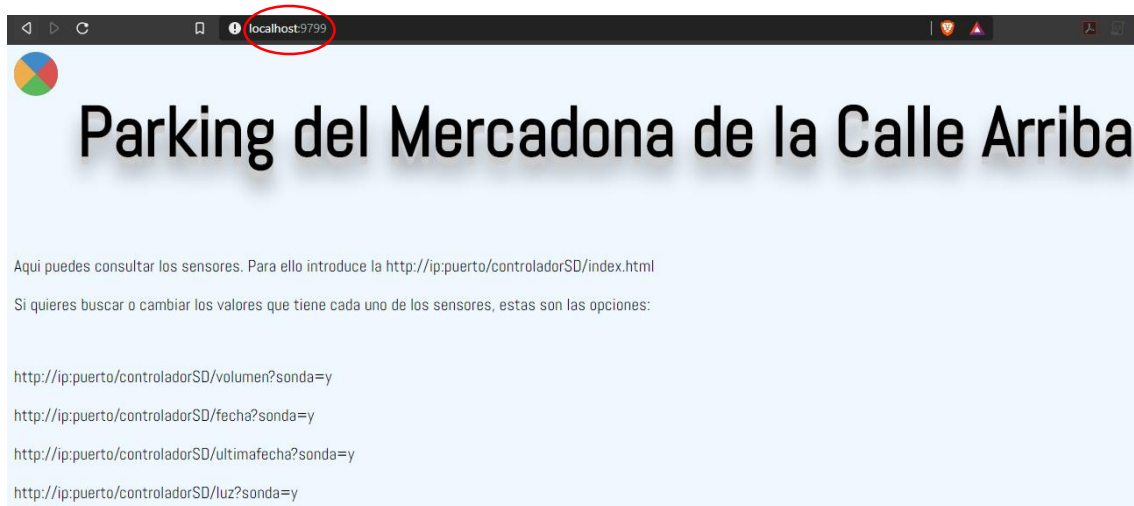 localhost:9799
Parking del Mercadona de la Calle Arriba
Aqui puedes consultar los sensores. Para ello introduce la http://ip:puerto/controladorSD/index.html
Si quieres buscar o cambiar los valores que tiene cada uno de los sensores, estas son las opciones:
http://ip:puerto/controladorSD/volumen?sonda=y
http://ip:puerto/controladorSD/fecha?sonda=y
http://ip:puerto/controladorSD/ultimafecha?sonda=y
http://ip:puerto/controladorSD/luz?sonda=y